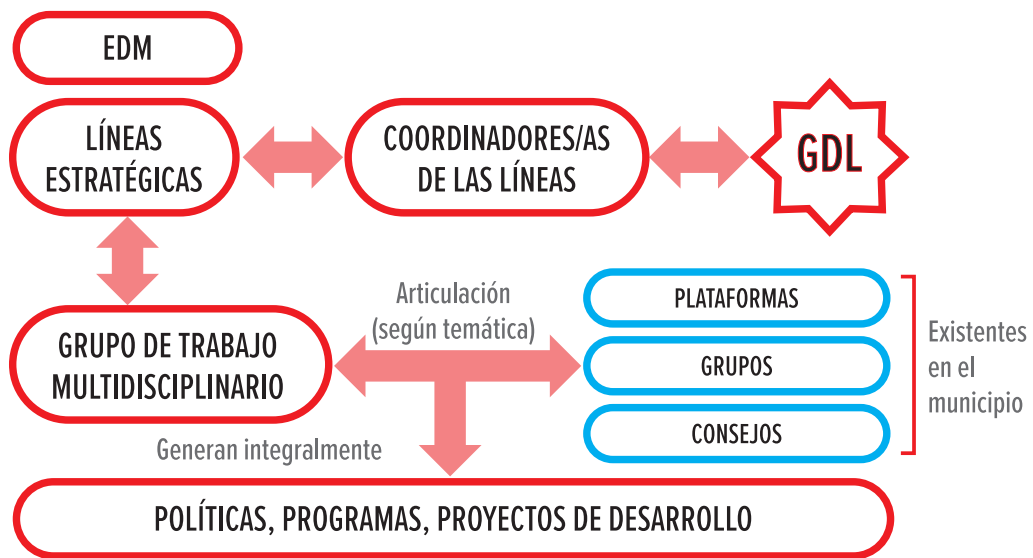 EDM
LÍNEAS
ESTRATÉGICAS
COORDINADORES/AS
DE LAS LÍNEAS
GDL
GRUPO DE TRABAJO
MULTIDISCIPLINARIO
Articulación
(según temática)
PLATAFORMAS
GRUPOS
CONSEJOS
Existentes
en el
municipio
Generan integralmente
POLÍTICAS, PROGRAMAS, PROYECTOS DE DESARROLLO